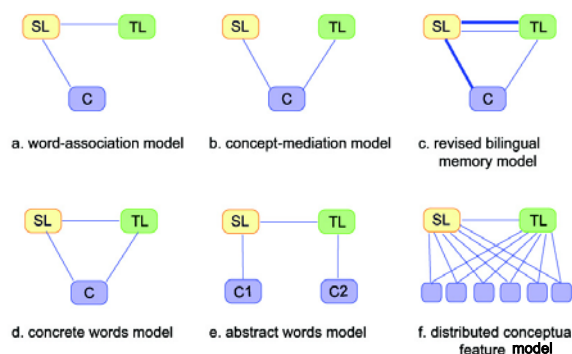 SL TL SL TL SL TL
C C C
a. word-association model b. concept-mediation model c. revised bilingual
memory model
SL TL SL TL SL TL
C C1 C2
d. concrete words model e. abstract words model f. distributed conceptua
feature model